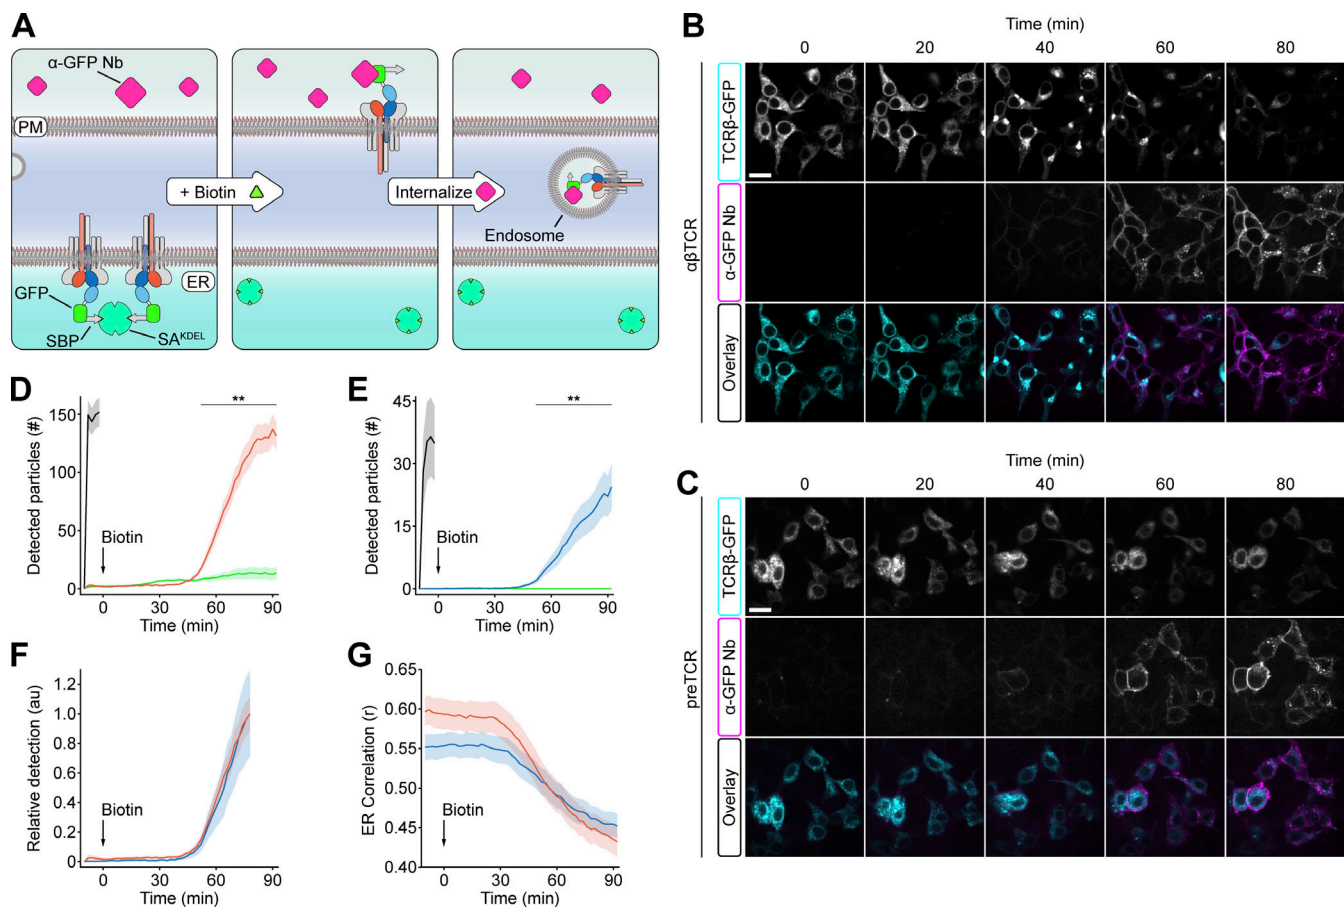 A
α-GFP Nb
PM
+ Biotin
Internalize
Endosome
ER
GFP
SBP
SAKDEL
B
Time (min)
0 20 40 60 80
αβTCR
TCRβ-GFP
α-GFP Nb
Overlay
C
Time (min)
0 20 40 60 80
preTCR
TCRβ-GFP
α-GFP Nb
Overlay
D
Detected particles (#)
150
100
50
0
**
Biotin
0 30 60 90
Time (min)
E
Detected particles (#)
45
30
15
0
**
Biotin
0 30 60 90
Time (min)
F
Relative detection (au)
1.2
1.0
0.8
0.6
0.4
0.2
0
Biotin
0 30 60 90
Time (min)
G
ER Correlation (r)
0.65
0.60
0.55
0.50
0.45
0.40
Biotin
0 30 60 90
Time (min)